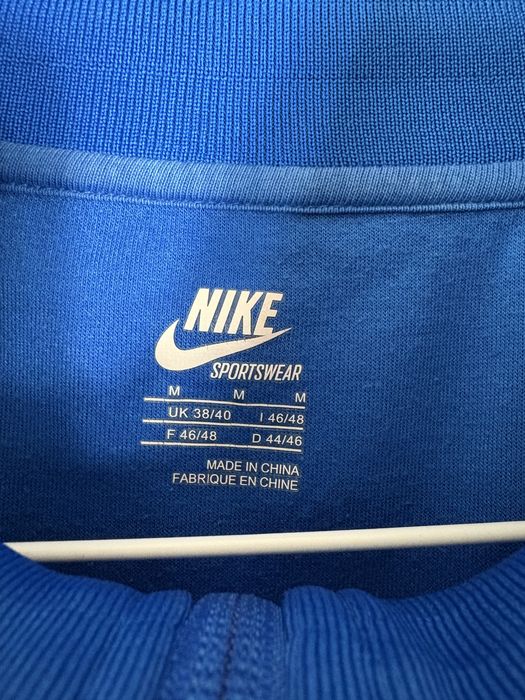 NIKE
SPORTSWEAR
M M M
UK 38/40 I 46/48
F 46/48 D 44/46
MADE IN CHINA
FABRIQUE EN CHINE